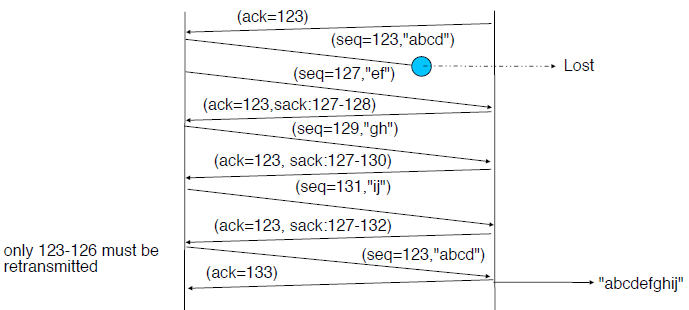 (ack=123)
(seq=123,"abcd")
Lost
(seq=127,"ef")
(ack=123,sack:127-128)
(seq=129,"gh")
(ack=123, sack:127-130)
(seq=131,"ij")
(ack=123, sack:127-132)
only 123-126 must be
retransmitted
(seq=123,"abcd")
(ack=133)
"abcdefghij"